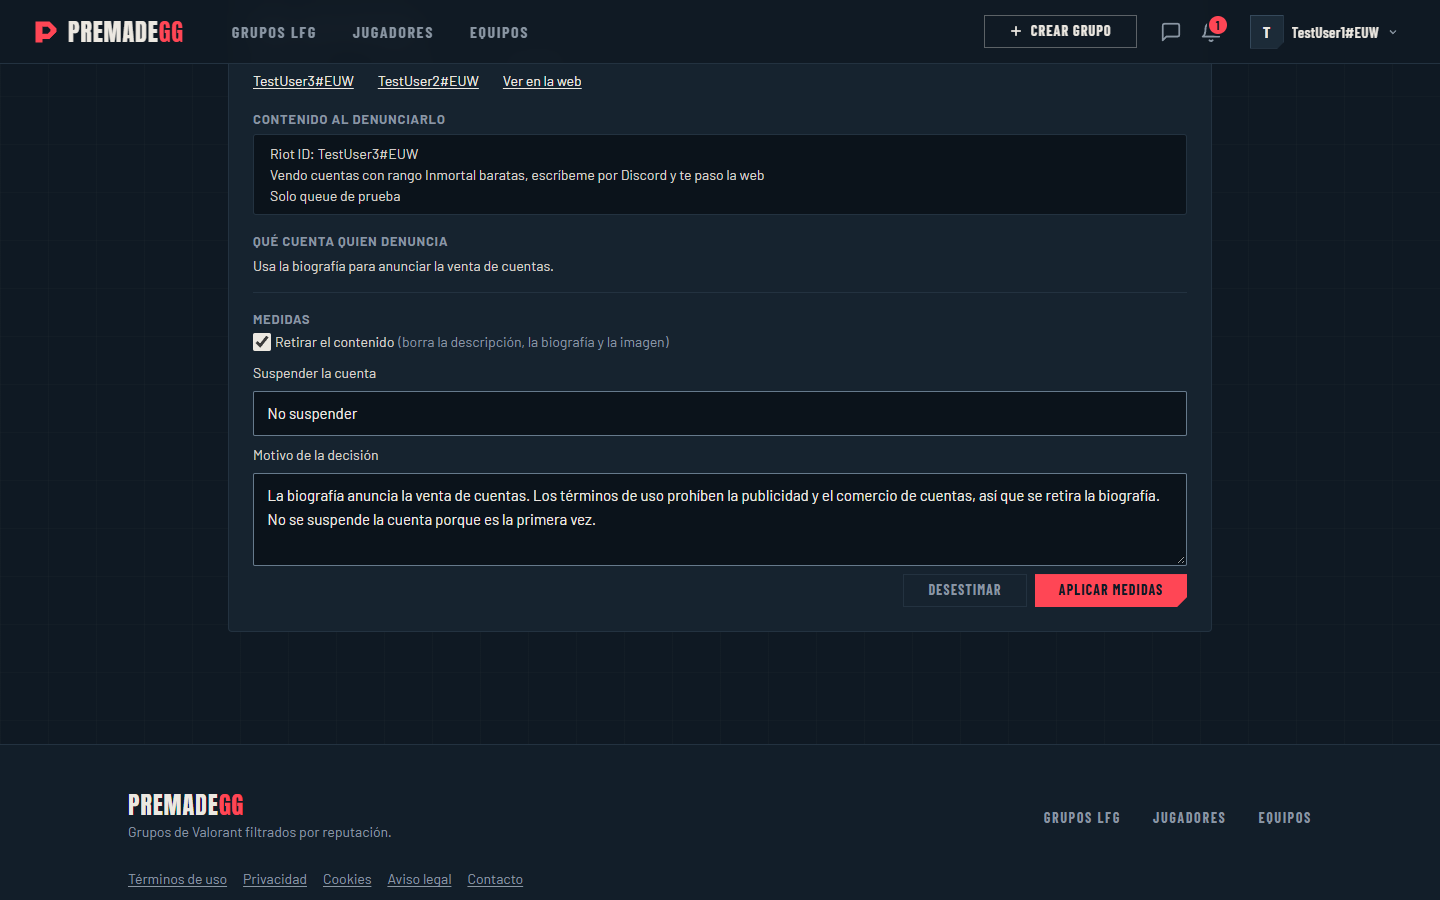 PREMADEGG
GRUPOS LFG
JUGADORES
EQUIPOS
+ CREAR GRUPO
1
T
TestUser1#EUW
TestUser3#EUW
TestUser2#EUW
Ver en la web
CONTENIDO AL DENUNCIARLO
Riot ID: TestUser3#EUW
Vendo cuentas con rango Inmortal baratas, escríbeme por Discord y te paso la web
Solo queue de prueba
QUÉ CUENTA QUIEN DENUNCIA
Usa la biografía para anunciar la venta de cuentas.
MEDIDAS
Retirar el contenido (borra la descripción, la biografía y la imagen)
Suspender la cuenta
No suspender
Motivo de la decisión
La biografía anuncia la venta de cuentas. Los términos de uso prohíben la publicidad y el comercio de cuentas, así que se retira la biografía.
No se suspende la cuenta porque es la primera vez.
DESESTIMAR
APLICAR MEDIDAS
PREMADEGG
Grupos de Valorant filtrados por reputación.
GRUPOS LFG
JUGADORES
EQUIPOS
Términos de uso
Privacidad
Cookies
Aviso legal
Contacto